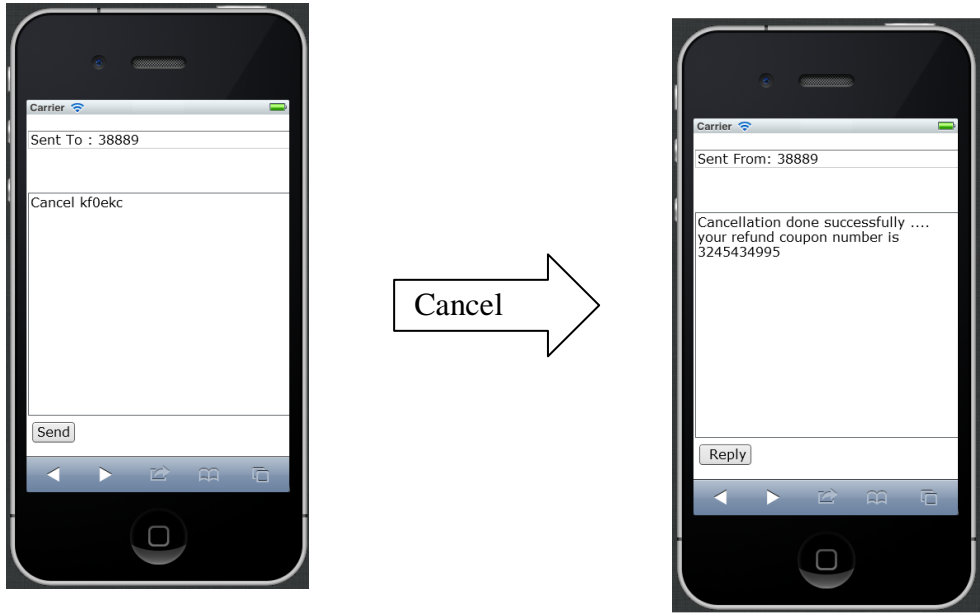 Carrier
Sent To : 38889
Cancel kf0ekc
Send
Cancel
Carrier
Sent From: 38889
Cancellation done successfully ....
your refund coupon number is
3245434995
Reply